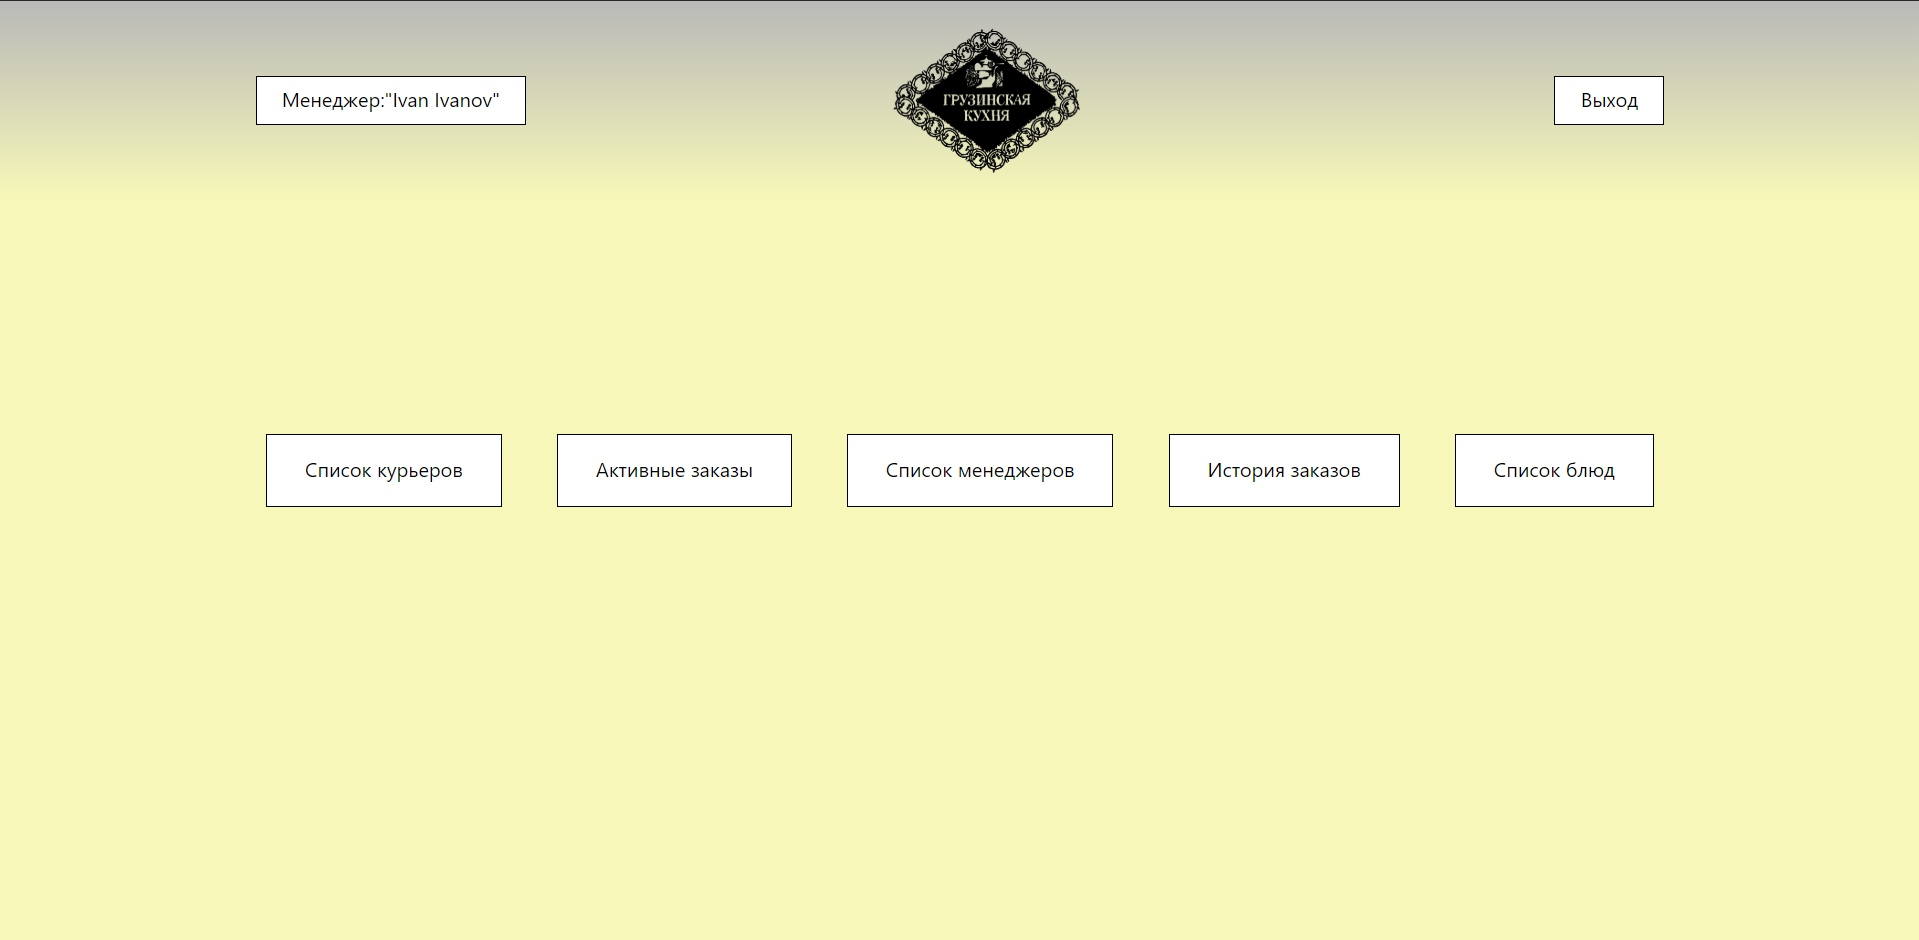 Менеджер:"Ivan Ivanov"
ГРУЗИНСКАЯ
КУХНЯ
Выход
Список курьеров
Активные заказы
Список менеджеров
История заказов
Список блюд